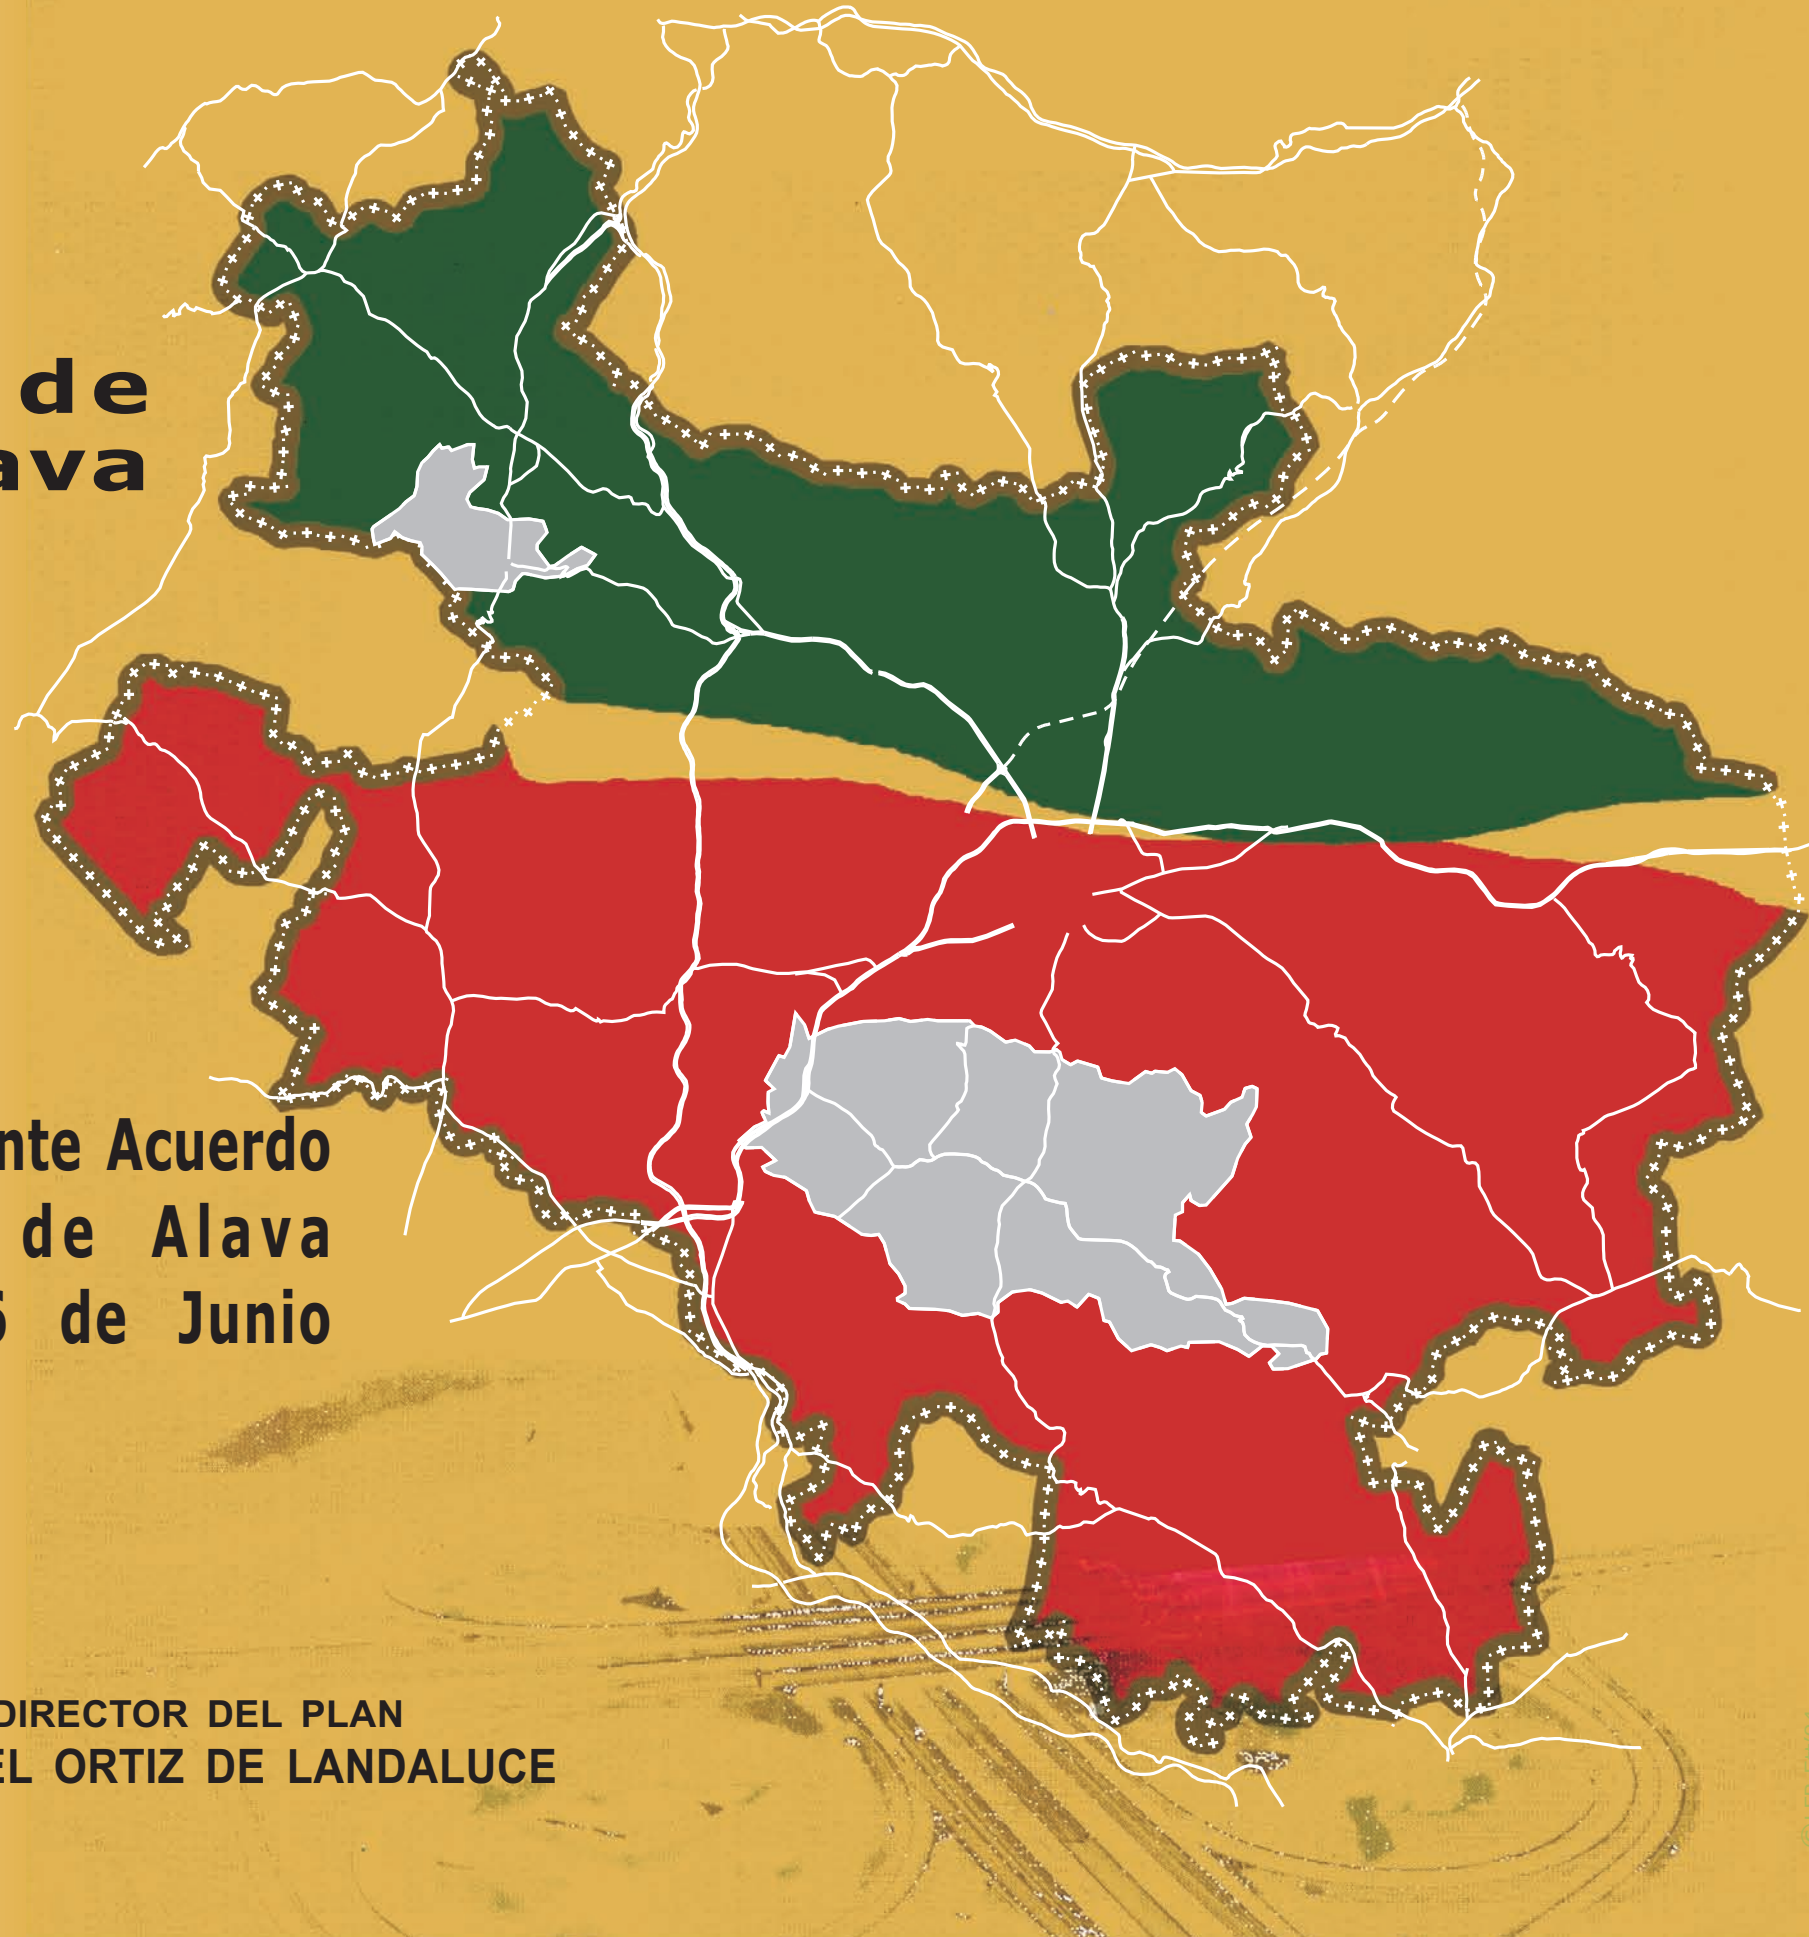 de
ava
nte Acuerdo
de Alava
de Junio
DIRECTOR DEL PLAN
EL ORTIZ DE LANDALUCE